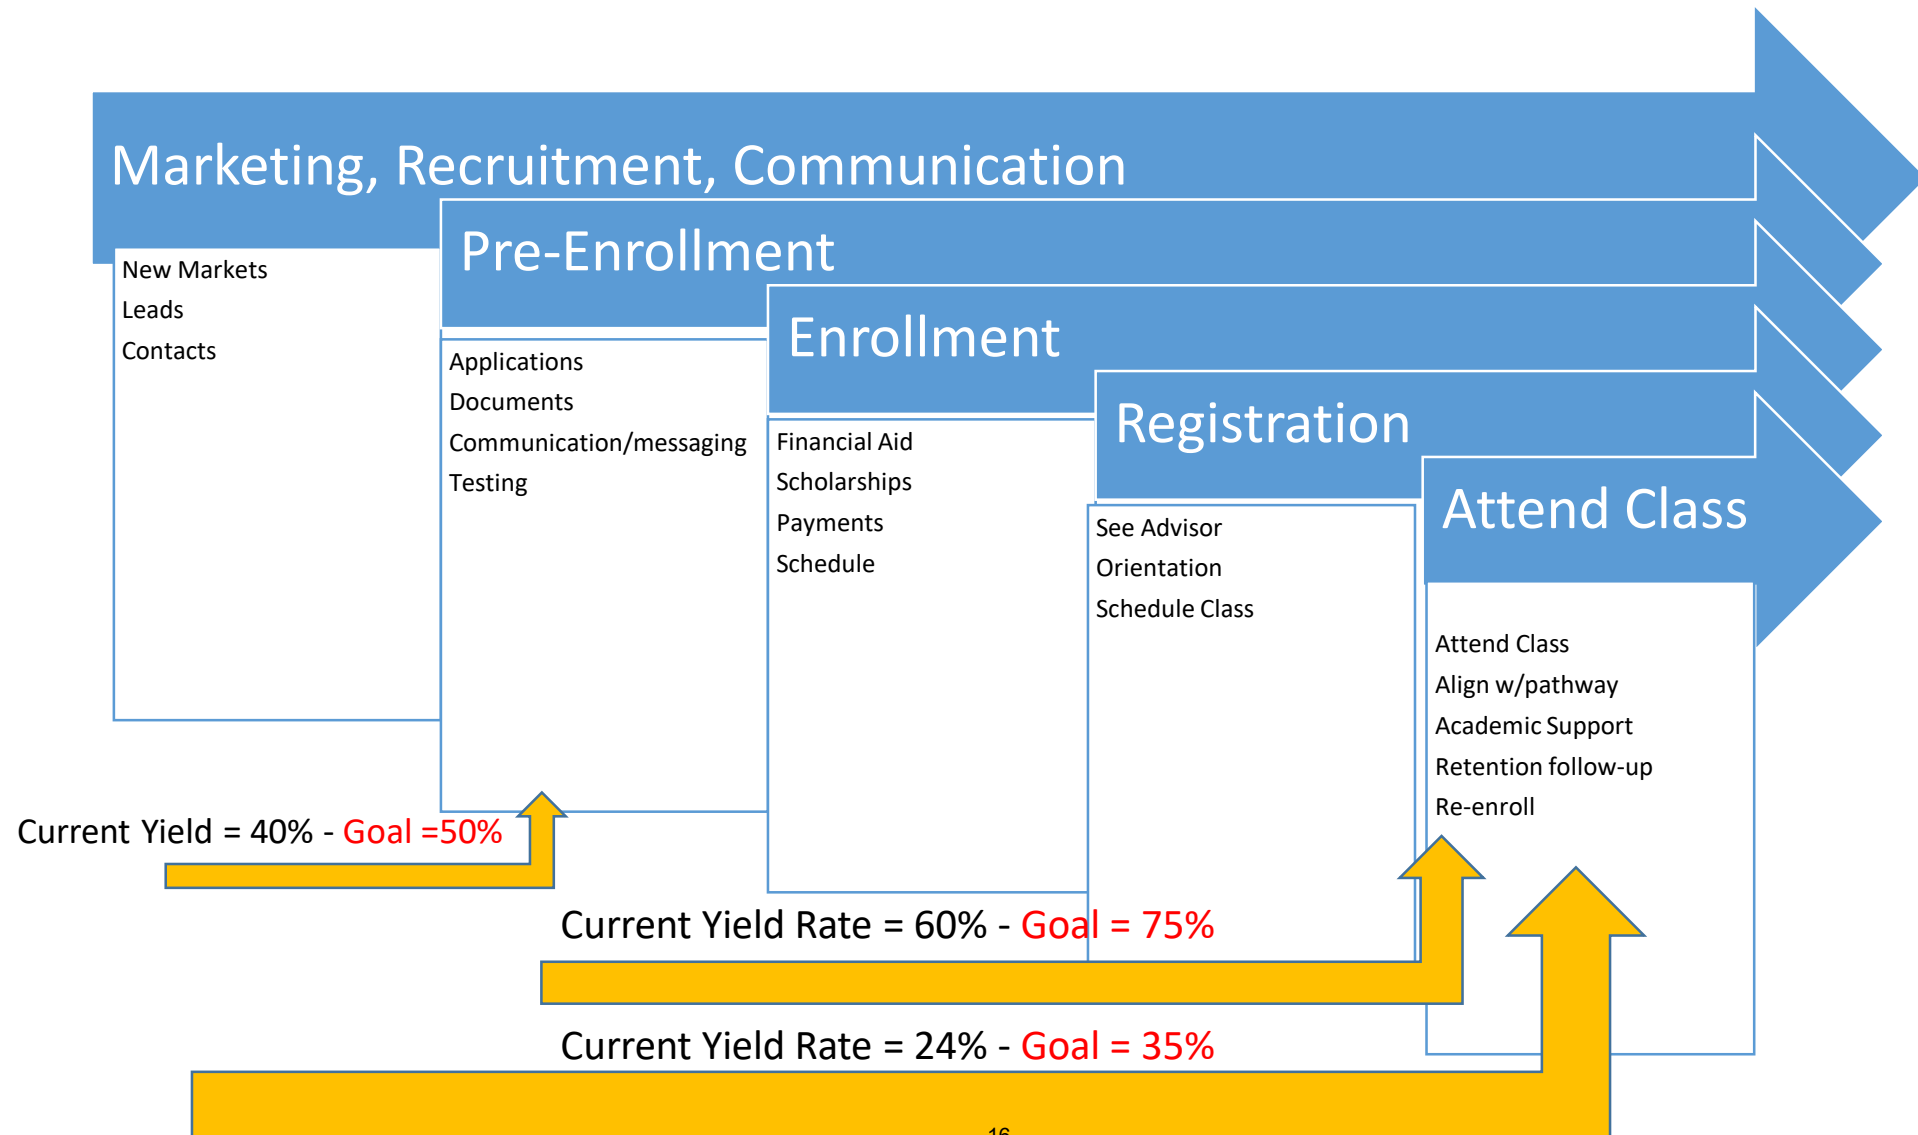 Marketing, Recruitment, Communication
New Markets
Leads
Contacts
Pre-Enrollment
Applications
Documents
Communication/messaging
Testing
Enrollment
Financial Aid
Scholarships
Payments
Schedule
Registration
See Advisor
Orientation
Schedule Class
Attend Class
Attend Class
Align w/pathway
Academic Support
Retention follow-up
Re-enroll
Current Yield = 40% - Goal =50%
Current Yield Rate = 60% - Goal = 75%
Current Yield Rate = 24% - Goal = 35%
16